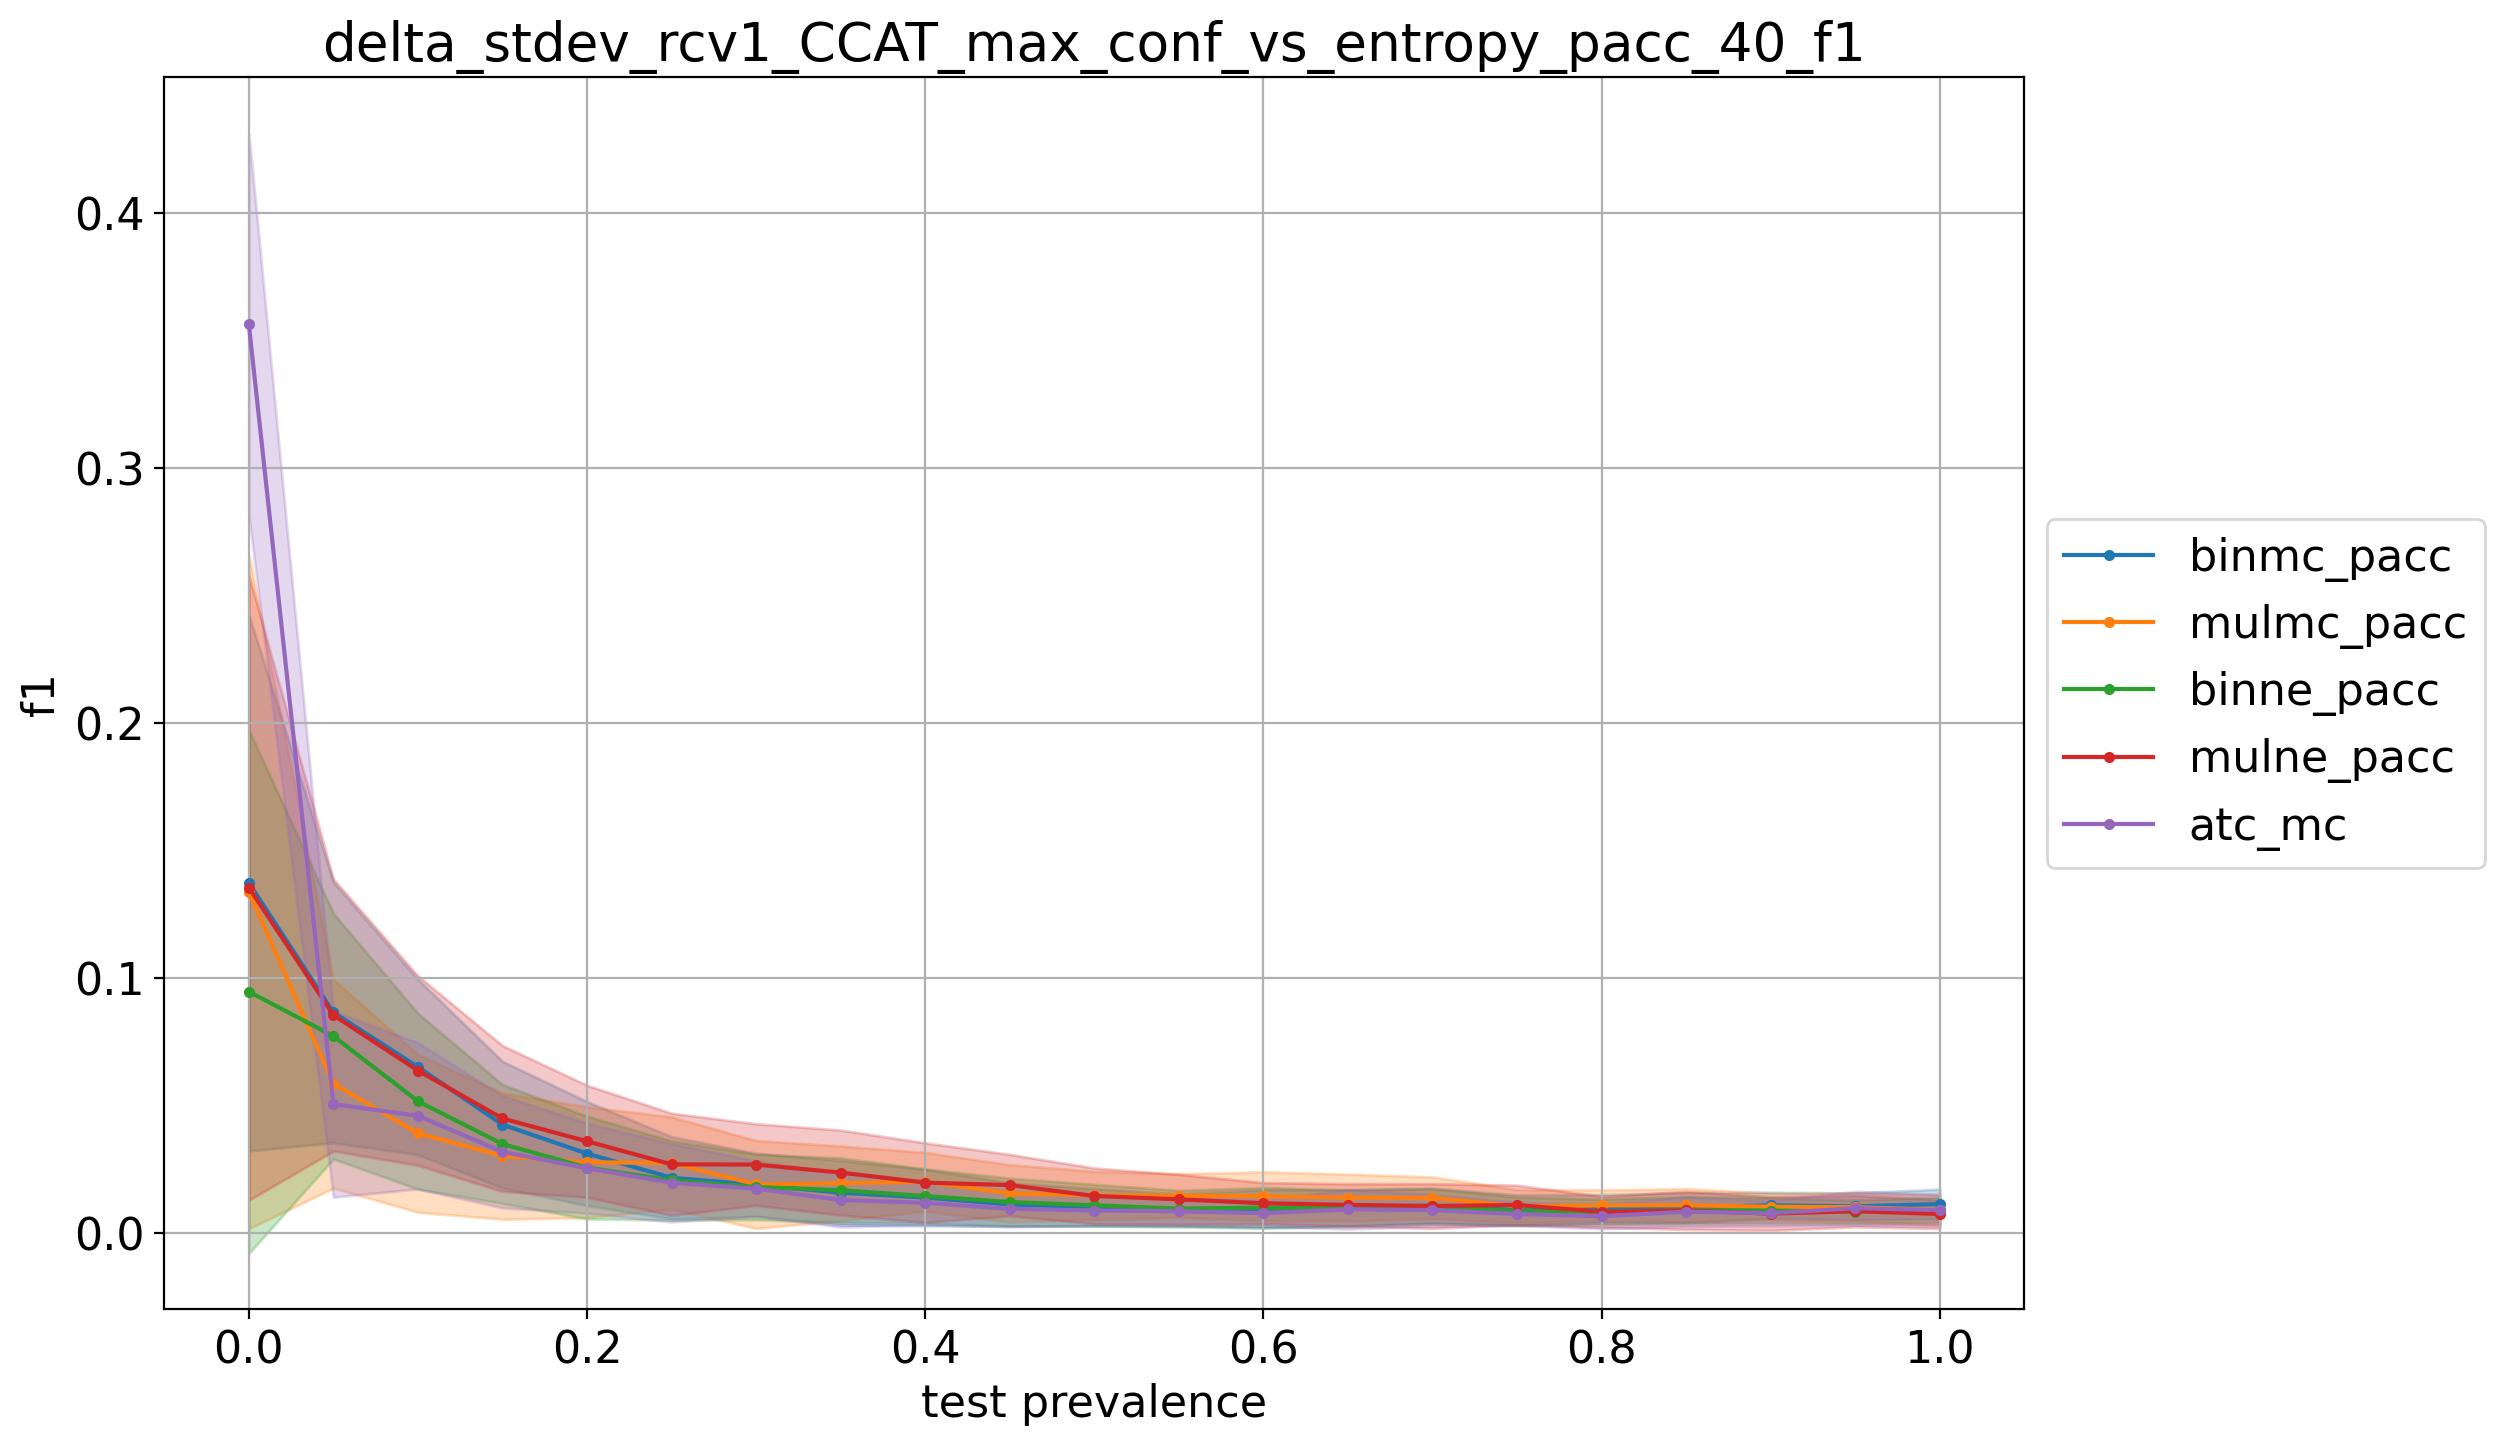 delta_stdev_rcv1_CCAT_max_conf_vs_entropy_pacc_40_f1
f1
0.4
0.3
0.2
0.1
0.0
0.0 0.2 0.4 0.6 0.8 1.0
test prevalence
binmc_pacc
mulmc_pacc
binne_pacc
mulne_pacc
atc_mc